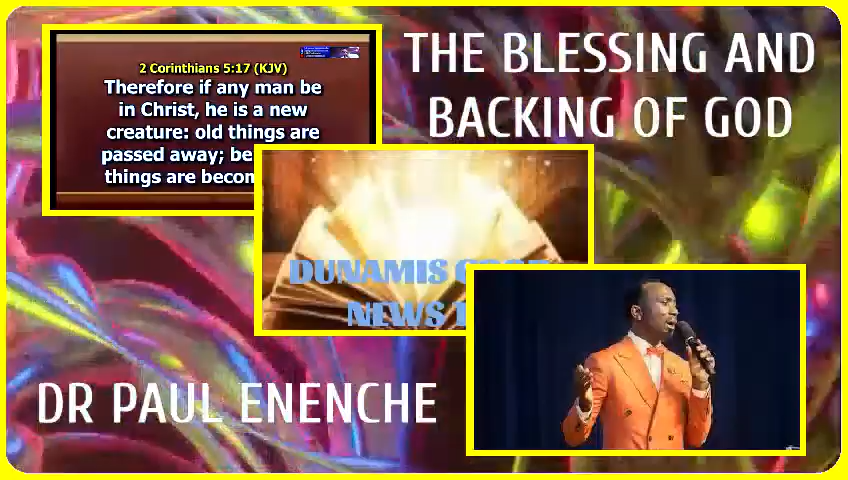 2 Corinthians 5:17 (KJV)
Therefore if any man be
in Christ, he is a new
creature: old things are
passed away; be
things are becom
THE BLESSING AND
BACKING OF GOD
DUNAMIS
NEWS T
DR PAUL ENENCHE